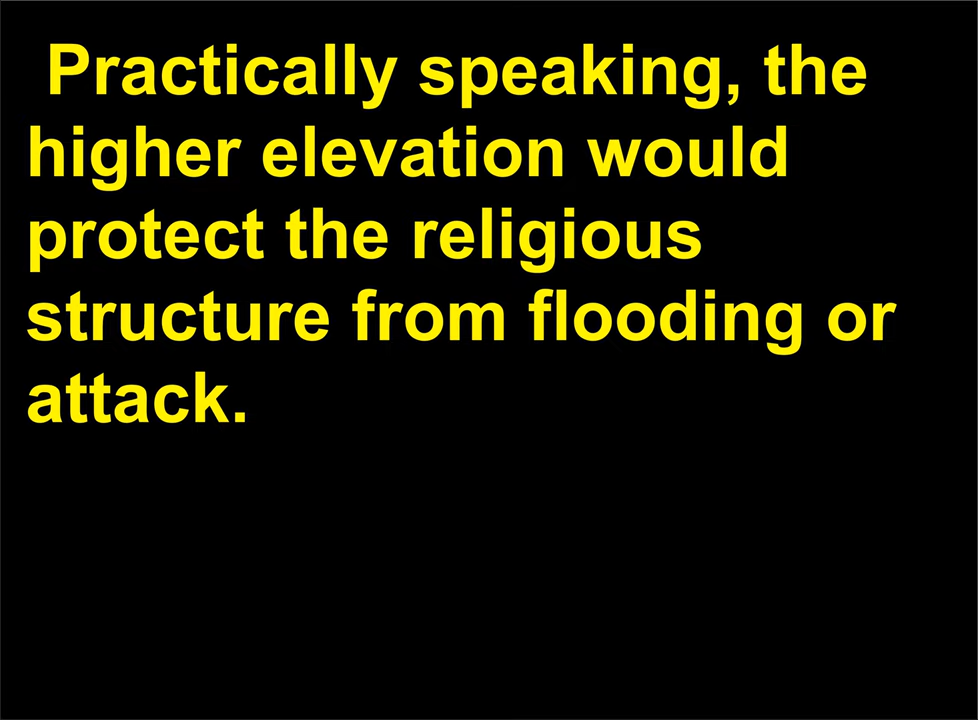 Practically speaking, the
higher elevation would
protect the religious
structure from flooding or
attack.